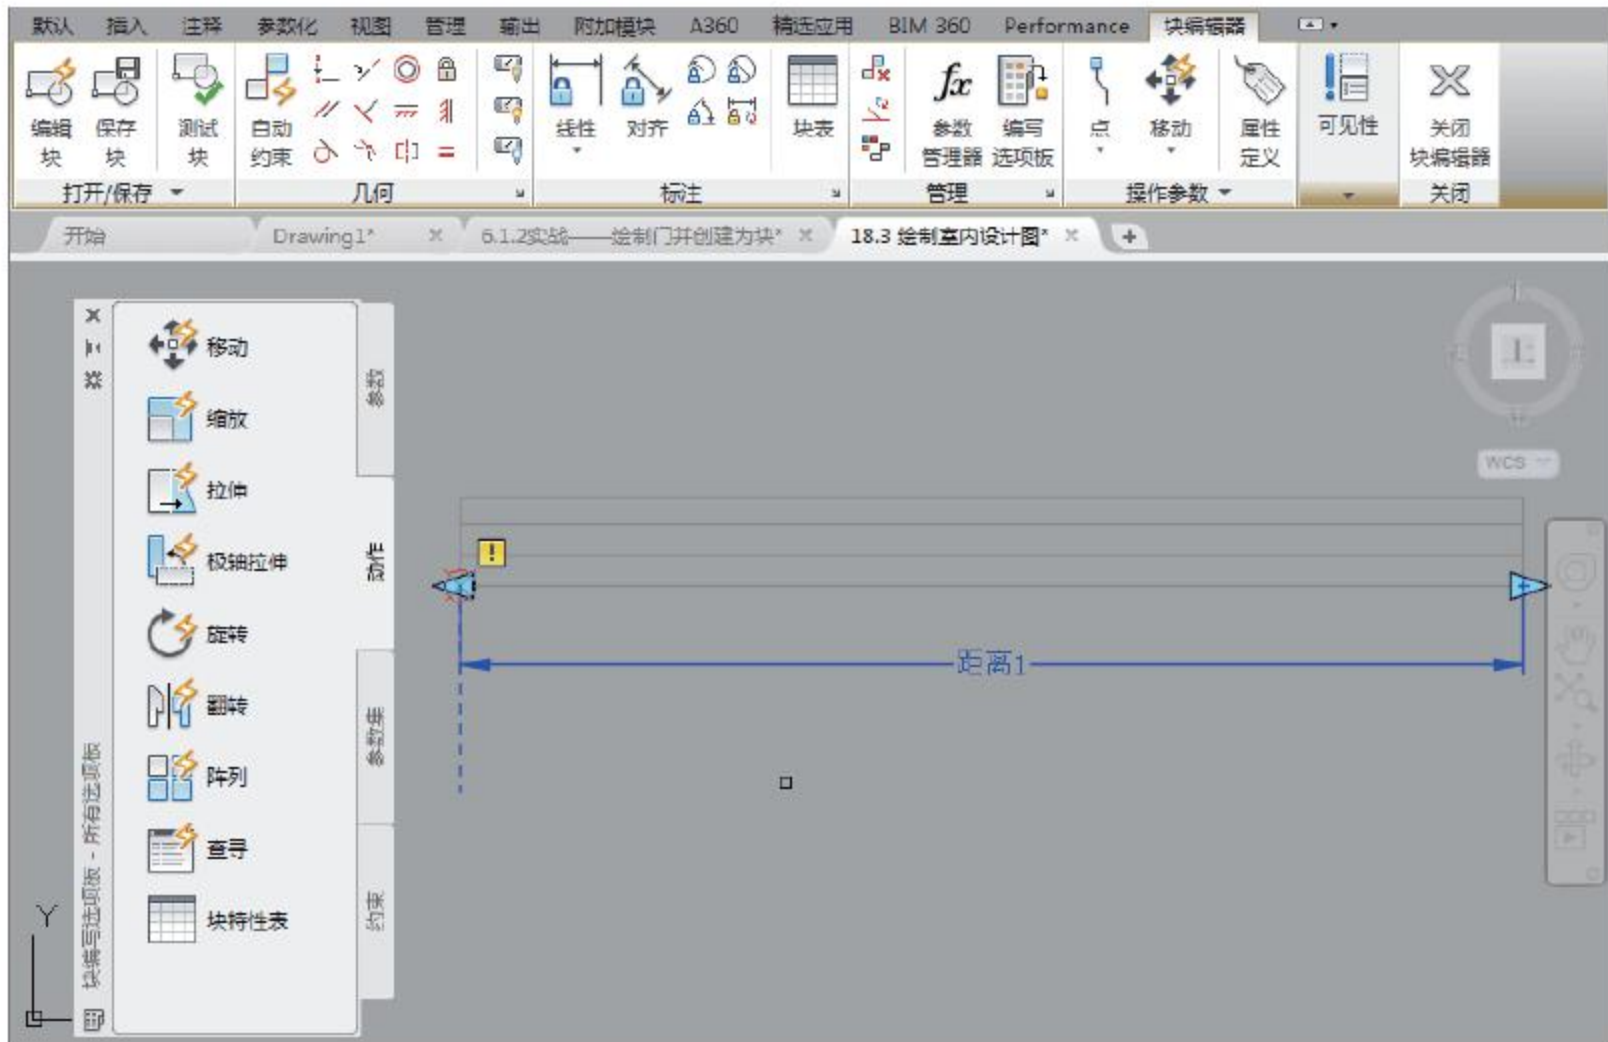 默认 插入 注释 参数化 视图 管理 输出 附加模块 A360 精选应用 BIM 360 Performance 块编辑器
编辑块 保存块 测试块 自动约束 线性 对齐 块表 fx 参数管理器 编写选项板 点 移动 属性定义 可见性 关闭块编辑器
打开/保存 几何 标注 管理 操作参数 关闭
开始 Drawing1* 6.1.2实战——绘制门并创建为块* 18.3 绘制室内设计图*
移动
缩放
拉伸
极轴拉伸
旋转
翻转
阵列
查寻
块特性表
参数
动作
参数集
约束
块编写选项板 - 所有选项板
距离1
WCS
Y